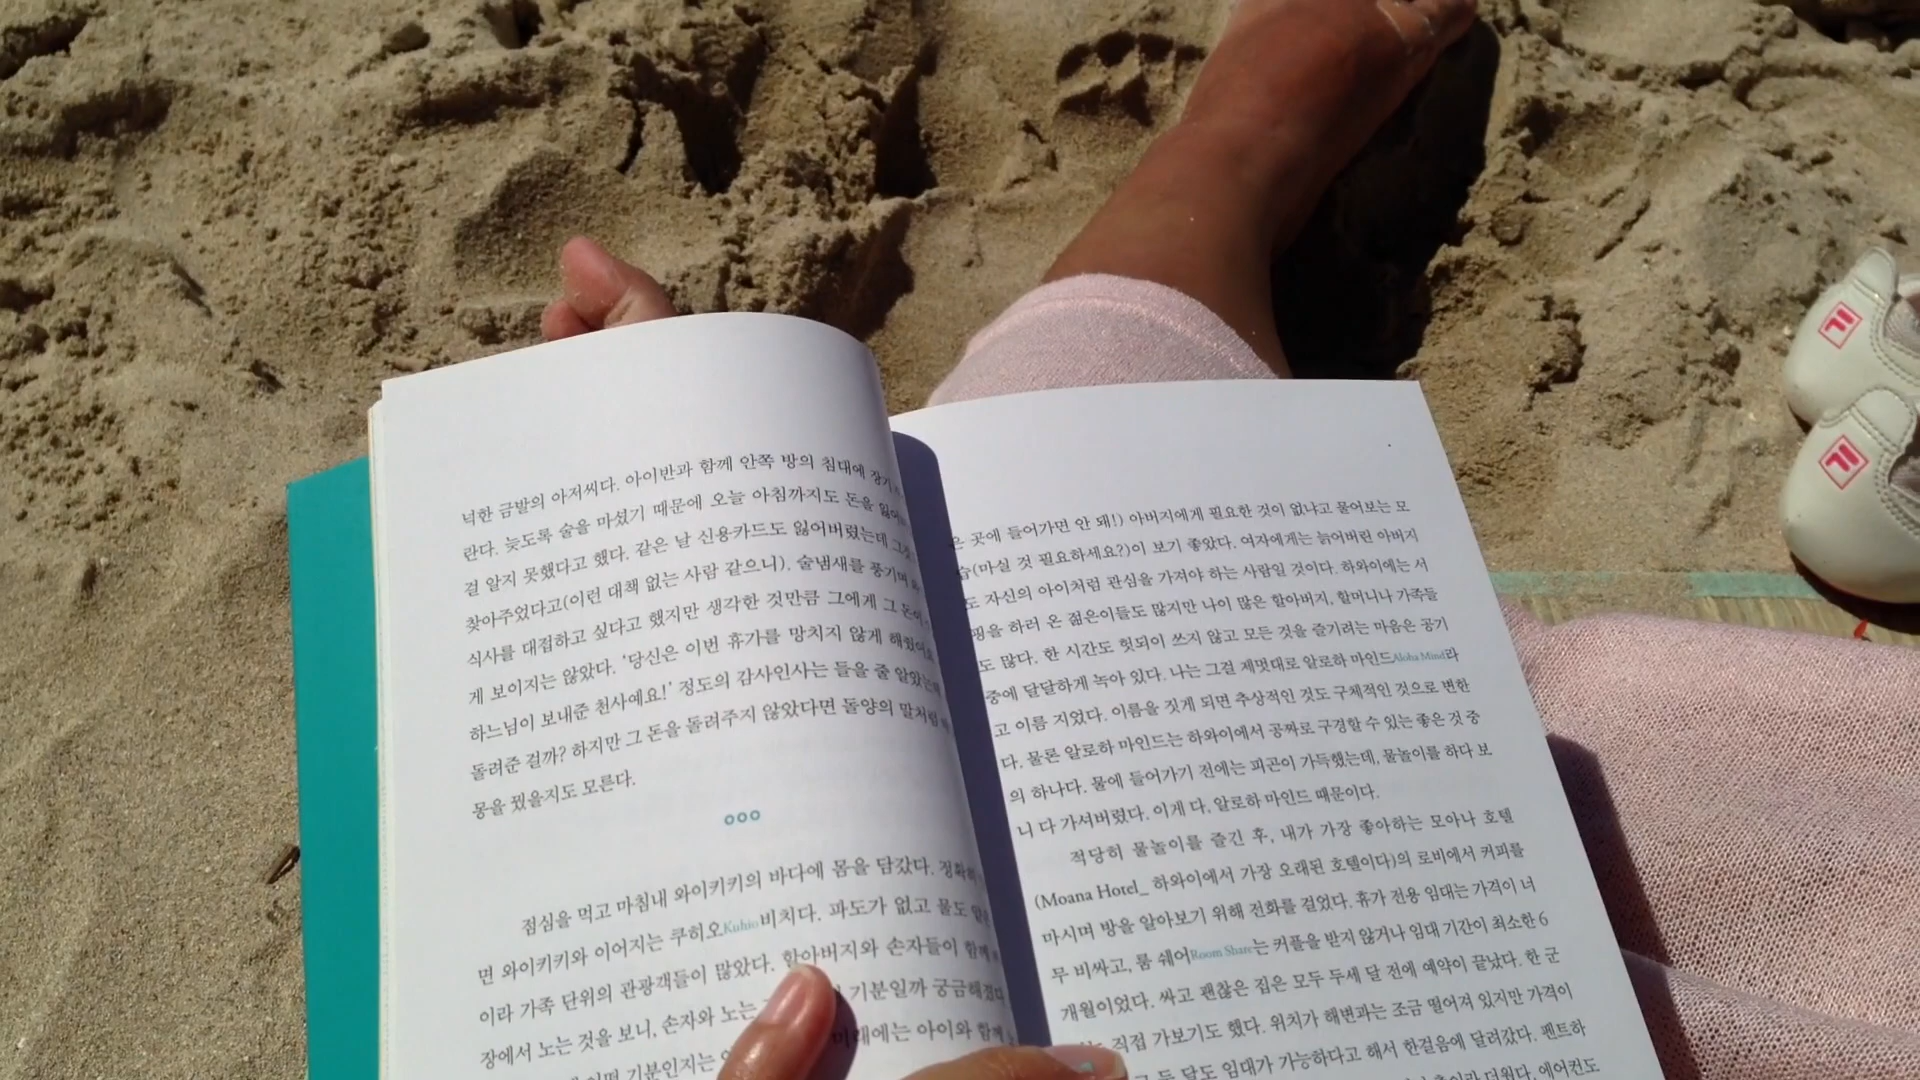 넉한 금발의 아저씨다. 아이반과 함께 안쪽 방의 침대에
란다. 늦도록 술을 마셨기 때문에 오늘 아침까지도 돈을
걸 알지 못했다고 했다. 같은 날 신용카드도 잃어버렸는데
찾아주었다고(이런 대책 없는 사람 같으니). 술냄새를 풍기며
식사를 대접하고 싶다고 했지만 생각한 것만큼 그에게 그 돈이
게 보이지는 않았다. '당신은 이번 휴가를 망치지 않게
하느님이 보내준 천사예요!' 정도의 감사인사는 들을 줄
돌려준 걸까? 하지만 그 돈을 돌려주지 않았다면 돌양의 말처럼
몽을 꿨을지도 모른다.
ooo
점심을 먹고 마침내 와이키키의 바다에 몸을 담갔다.
면 와이키키와 이어지는 쿠히오Kuhio비치다. 파도가 없고 물도
이라 가족 단위의 관광객들이 많았다. 할아버지와 손자들이 함께
장에서 노는 것을 보니, 손자와 노는 기분일까 궁금해졌다
기분인지는 미래에는 아이와 함께
은 곳에 들어가면 안 돼!) 아버지에게 필요한 것이 없냐고 물어보는 모
습(마실 것 필요하세요?)이 보기 좋았다. 여자에게는 늙어버린 아버지
도 자신의 아이처럼 관심을 가져야 하는 사람일 것이다. 하와이에는 서
핑을 하러 온 젊은이들도 많지만 나이 많은 할아버지, 할머니나 가족들
도 많다. 한 시간도 헛되이 쓰지 않고 모든 것을 즐기려는 마음은 공기
중에 달달하게 녹아 있다. 나는 그걸 제멋대로 알로하 마인드Aloha Mind라
고 이름 지었다. 이름을 짓게 되면 추상적인 것도 구체적인 것으로 변한
다. 물론 알로하 마인드는 하와이에서 공짜로 구경할 수 있는 좋은 것 중
의 하나다. 물에 들어가기 전에는 피곤이 가득했는데, 물놀이를 하다 보
니 다 가셔버렸다. 이게 다, 알로하 마인드 때문이다.
적당히 물놀이를 즐긴 후, 내가 가장 좋아하는 모아나 호텔
(Moana Hotel_ 하와이에서 가장 오래된 호텔이다)의 로비에서 커피를
마시며 방을 알아보기 위해 전화를 걸었다. 휴가 전용 임대는 가격이 너
무 비싸고, 룸 쉐어Room Share는 커플을 받지 않거나 임대 기간이 최소한 6
개월이었다. 싸고 괜찮은 집은 모두 두세 달 전에 예약이 끝났다. 한 군
직접 가보기도 했다. 위치가 해변과는 조금 떨어져 있지만 가격이
두 달도 임대가 가능하다고 해서 한걸음에 달려갔다. 펜트하
더웠다. 에어컨도